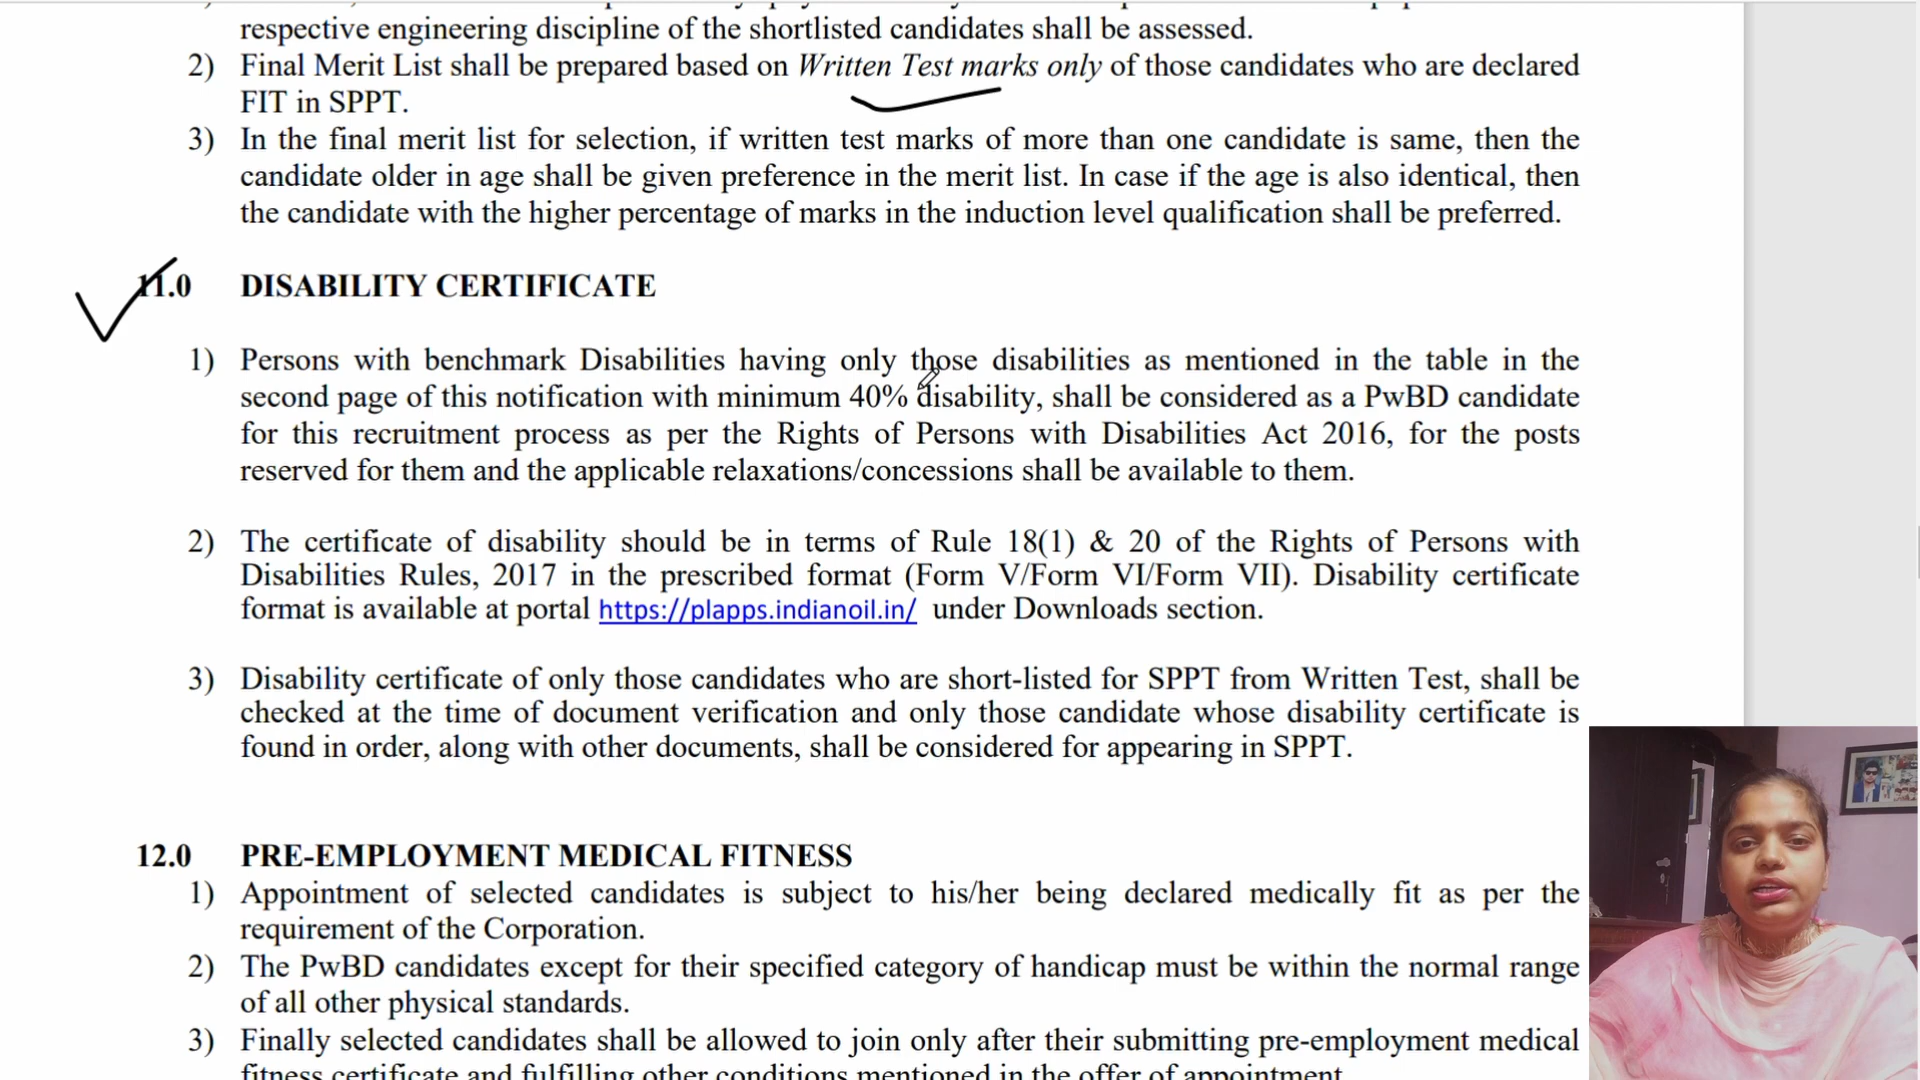 respective engineering discipline of the shortlisted candidates shall be assessed.
2) Final Merit List shall be prepared based on Written Test marks only of those candidates who are declared
FIT in SPPT.
3) In the final merit list for selection, if written test marks of more than one candidate is same, then the
candidate older in age shall be given preference in the merit list. In case if the age is also identical, then
the candidate with the higher percentage of marks in the induction level qualification shall be preferred.
11.0 DISABILITY CERTIFICATE
1) Persons with benchmark Disabilities having only those disabilities as mentioned in the table in the
second page of this notification with minimum 40% disability, shall be considered as a PwBD candidate
for this recruitment process as per the Rights of Persons with Disabilities Act 2016, for the posts
reserved for them and the applicable relaxations/concessions shall be available to them.
2) The certificate of disability should be in terms of Rule 18(1) & 20 of the Rights of Persons with
Disabilities Rules, 2017 in the prescribed format (Form V/Form VI/Form VII). Disability certificate
format is available at portal https://plapps.indianoil.in/ under Downloads section.
3) Disability certificate of only those candidates who are short-listed for SPPT from Written Test, shall be
checked at the time of document verification and only those candidate whose disability certificate is
found in order, along with other documents, shall be considered for appearing in SPPT.
12.0 PRE-EMPLOYMENT MEDICAL FITNESS
1) Appointment of selected candidates is subject to his/her being declared medically fit as per the
requirement of the Corporation.
2) The PwBD candidates except for their specified category of handicap must be within the normal range
of all other physical standards.
3) Finally selected candidates shall be allowed to join only after their submitting pre-employment medical
fitness certificate and fulfilling other conditions mentioned in the offer of appointment.